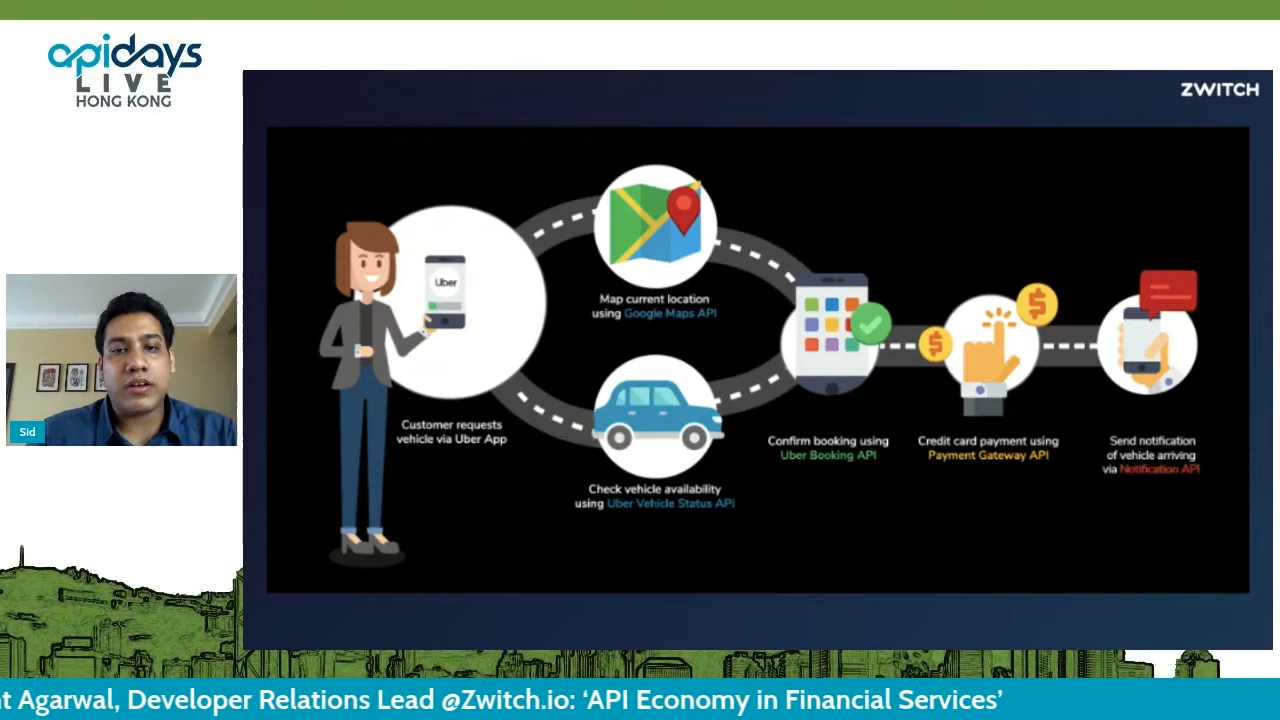 apidays
LIVE
HONG KONG
ZWITCH
Uber
Map current location
using Google Maps API
Customer requests
vehicle via Uber App
Check vehicle availability
using Uber Vehicle Status API
Confirm booking using
Uber Booking API
Credit card payment using
Payment Gateway API
Send notification
of vehicle arriving
via Notification API
Sid
Agarwal, Developer Relations Lead @Zwitch.io: ‘API Economy in Financial Services’